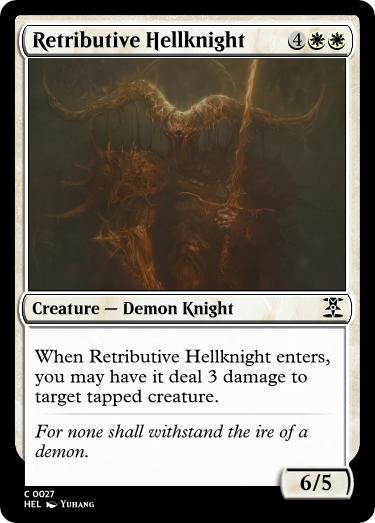 Retributive Hellknight 4
Creature — Demon Knight
When Retributive Hellknight enters,
you may have it deal 3 damage to
target tapped creature.
For none shall withstand the ire of a
demon.
6/5
C 0027
HEL Yuhang